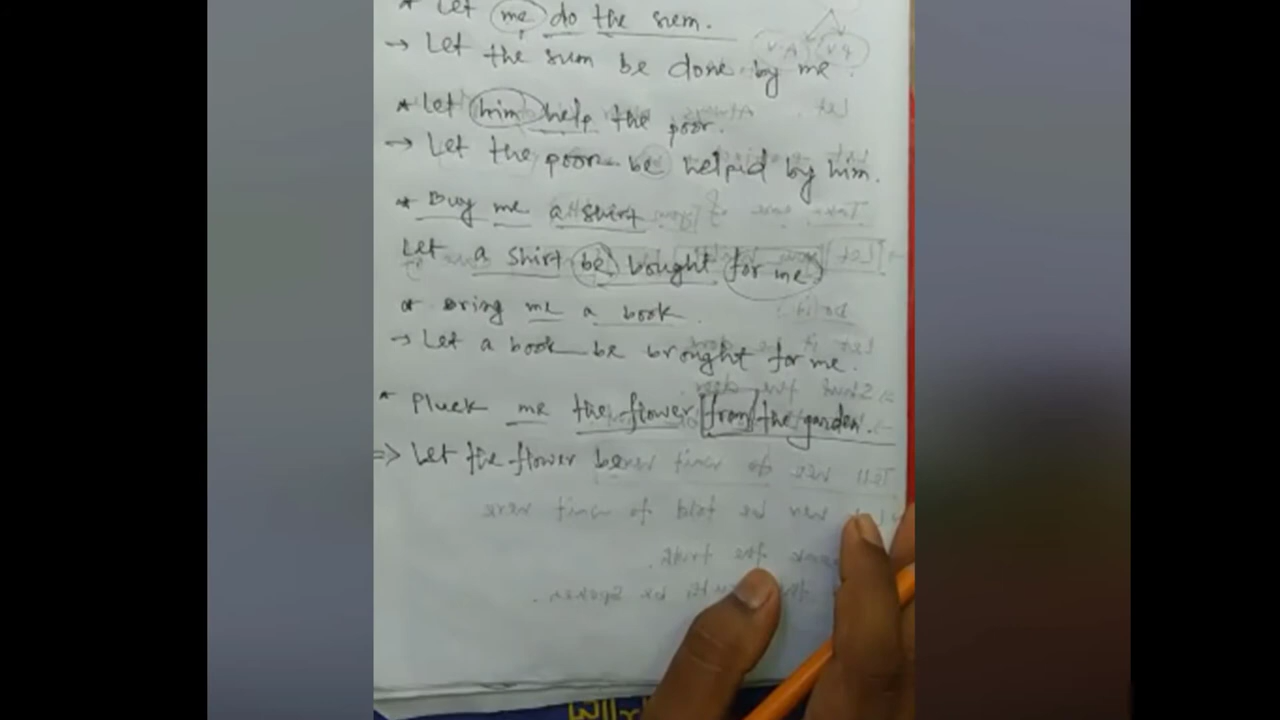 * Let me do the sum.
→ Let the sum be done by me.
* Let him help the poor.
→ Let the poor be helped by him.
* Buy me a shirt
Let a shirt be bought for me.
* Bring me a book.
→ Let a book be brought for me.
* Pluck me the flower from the garden.
⇒ Let the flower be